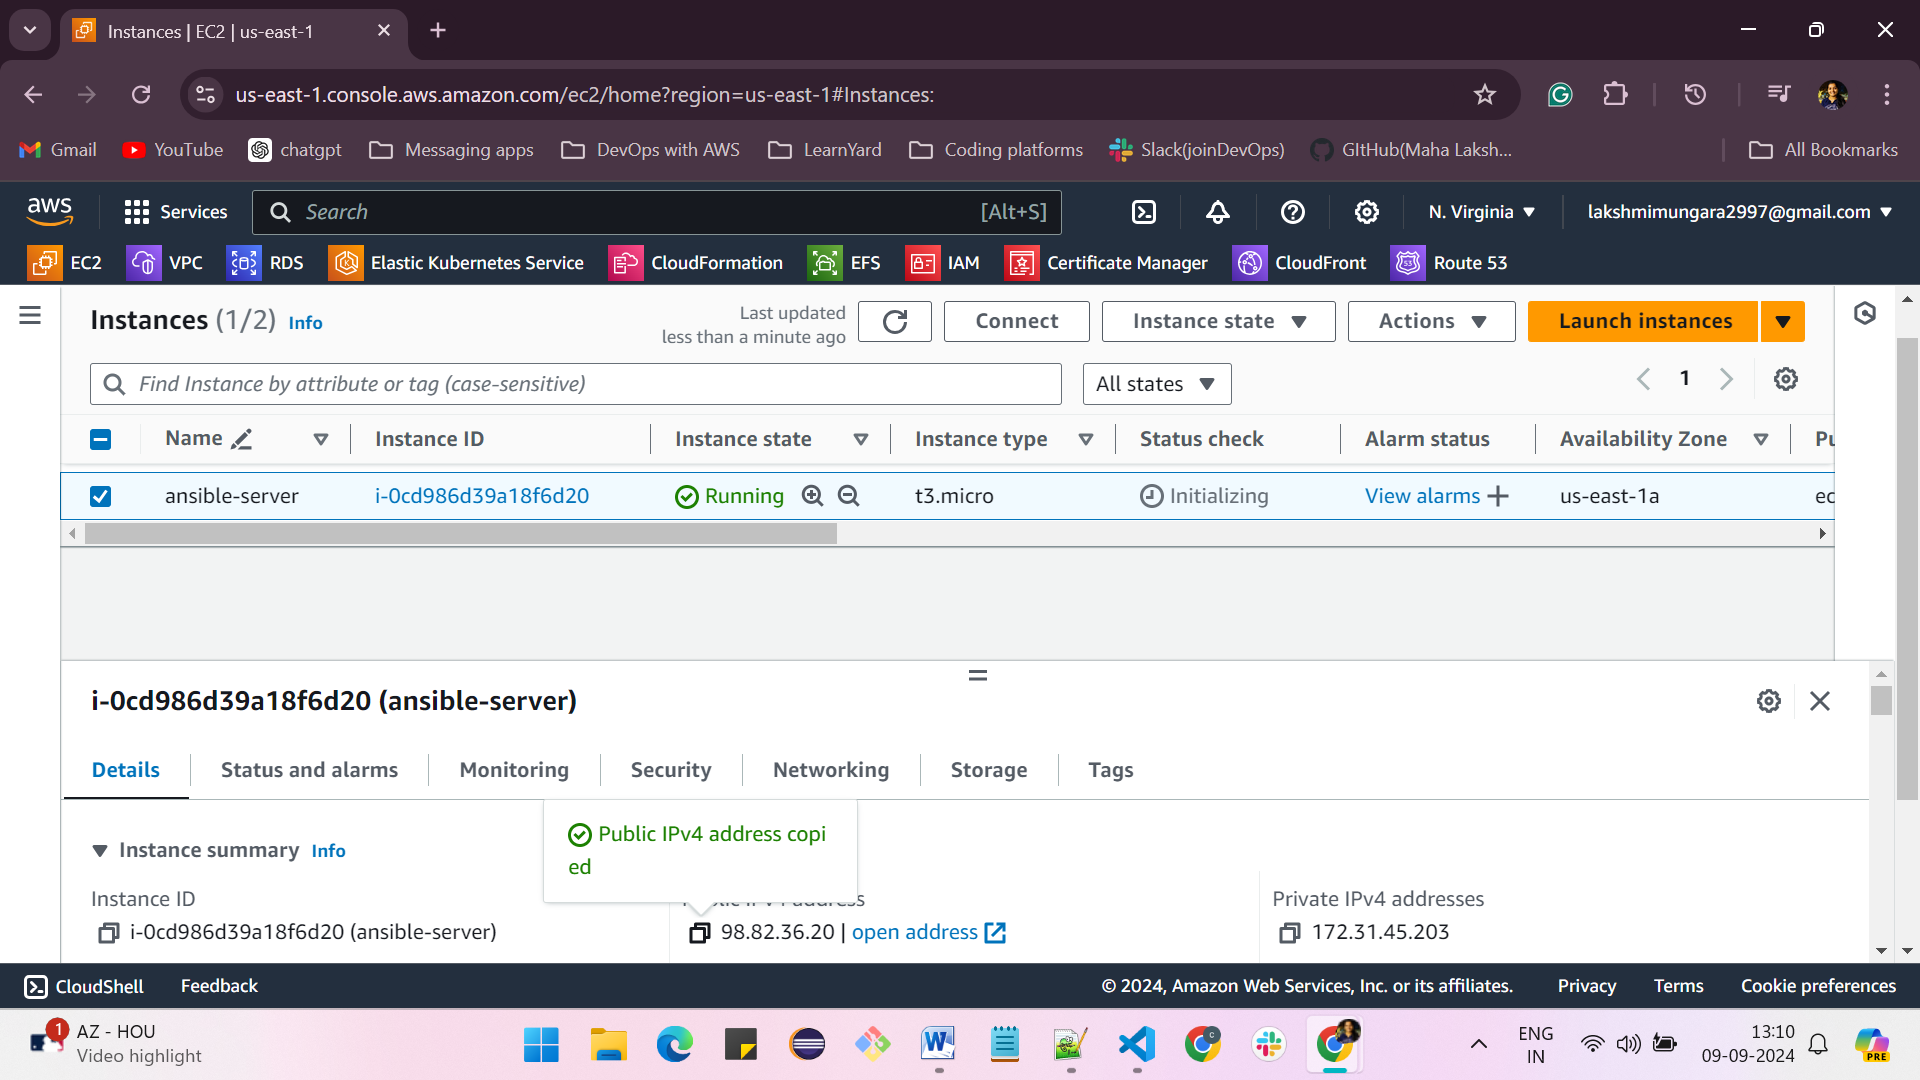 Instances | EC2 | us-east-1
us-east-1.console.aws.amazon.com/ec2/home?region=us-east-1#Instances:
Gmail YouTube chatgpt Messaging apps DevOps with AWS LearnYard Coding platforms Slack(joinDevOps) GItHub(Maha Laksh... All Bookmarks
aws Services Search [Alt+S] N. Virginia lakshmimungara2997@gmail.com
EC2 VPC RDS Elastic Kubernetes Service CloudFormation EFS IAM Certificate Manager CloudFront Route 53
Instances (1/2) Info
Last updated
less than a minute ago
Connect Instance state Actions Launch instances
Find Instance by attribute or tag (case-sensitive) All states 1
Name Instance ID Instance state Instance type Status check Alarm status Availability Zone Pu
ansible-server i-0cd986d39a18f6d20 Running t3.micro Initializing View alarms + us-east-1a ec
i-0cd986d39a18f6d20 (ansible-server)
Details Status and alarms Monitoring Security Networking Storage Tags
Public IPv4 address copi
ed
Instance summary Info
Instance ID Private IPv4 addresses
i-0cd986d39a18f6d20 (ansible-server) 98.82.36.20 | open address 172.31.45.203
CloudShell Feedback © 2024, Amazon Web Services, Inc. or its affiliates. Privacy Terms Cookie preferences
1 AZ - HOU
Video highlight
ENG
IN
13:10
09-09-2024
PRE